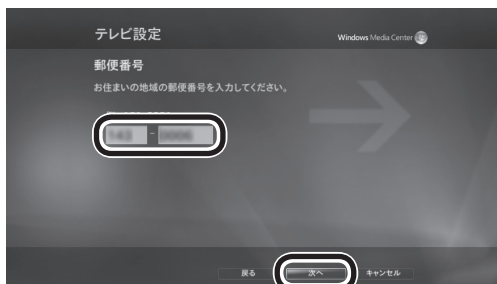 テレビ設定
Windows Media Center
郵便番号
お住まいの地域の郵便番号を入力してください。
143 - 0006
戻る
次へ
キャンセル